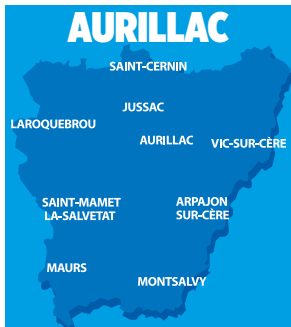 AURILLAC
SAINT-CERNIN
JUSSAC
LAROQUEBROU
AURILLAC
VIC-SUR-CÈRE
SAINT-MAMET
LA-SALVETAT
ARPAJON
SUR-CÈRE
MAURS
MONTSALVY